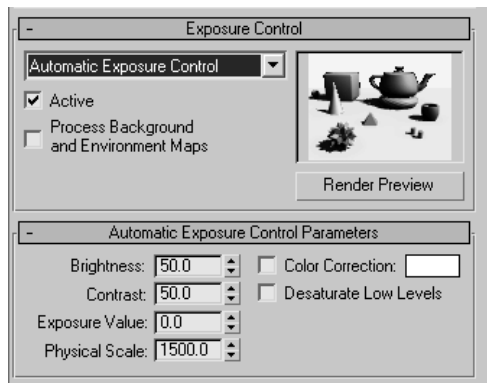 - Exposure Control
Automatic Exposure Control
Active
Process Background
and Environment Maps
Render Preview
- Automatic Exposure Control Parameters
Brightness: 50.0 Color Correction:
Contrast: 50.0 Desaturate Low Levels
Exposure Value: 0.0
Physical Scale: 1500.0